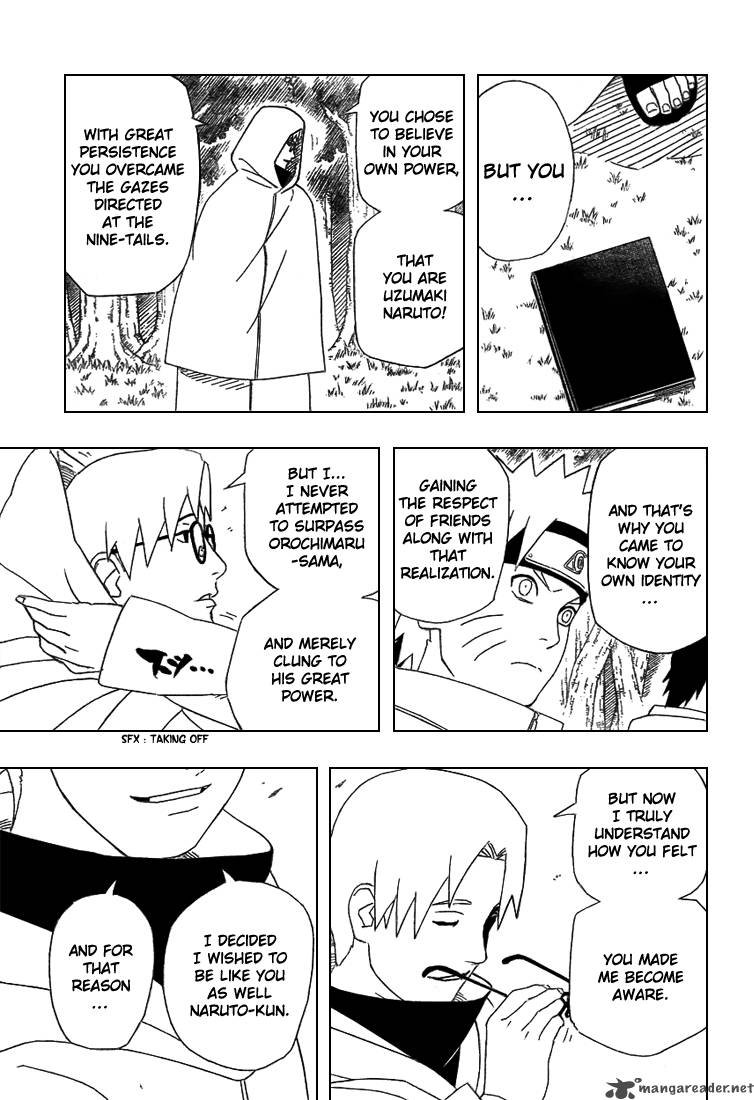 BUT YOU
...
YOU CHOSE
TO BELIEVE
IN YOUR
OWN POWER,
THAT
YOU ARE
UZUMAKI
NARUTO!
WITH GREAT
PERSISTENCE
YOU OVERCAME
THE GAZES
DIRECTED
AT THE
NINE-TAILS.
AND THAT'S
WHY YOU
CAME TO
KNOW YOUR
OWN IDENTITY
...
GAINING
THE RESPECT
OF FRIENDS
ALONG WITH
THAT
REALIZATION.
BUT I...
I NEVER
ATTEMPTED
TO SURPASS
OROCHIMARU
-SAMA,
AND MERELY
CLUNG TO
HIS GREAT
POWER.
SFX : TAKING OFF
BUT NOW
I TRULY
UNDERSTAND
HOW YOU FELT
...
YOU MADE
ME BECOME
AWARE.
I DECIDED
I WISHED TO
BE LIKE YOU
AS WELL
NARUTO-KUN.
AND FOR
THAT
REASON
...
mangareader.net